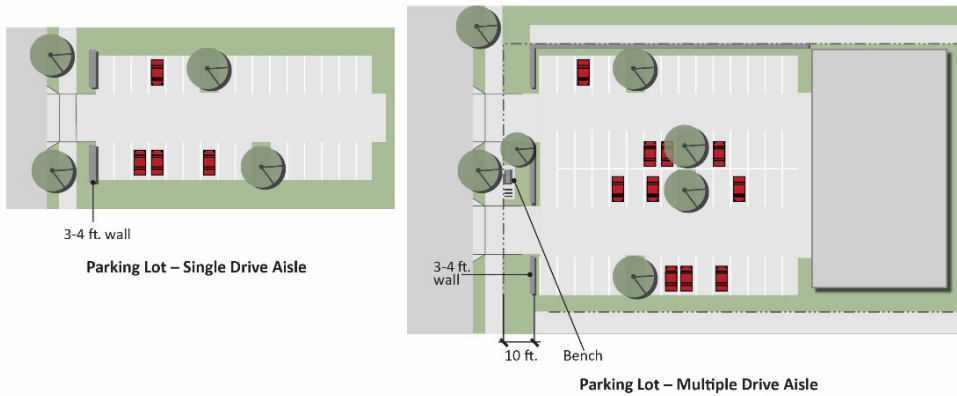 3-4 ft. wall
Parking Lot – Single Drive Aisle
3-4 ft.
wall
10 ft.
Bench
Parking Lot – Multiple Drive Aisle